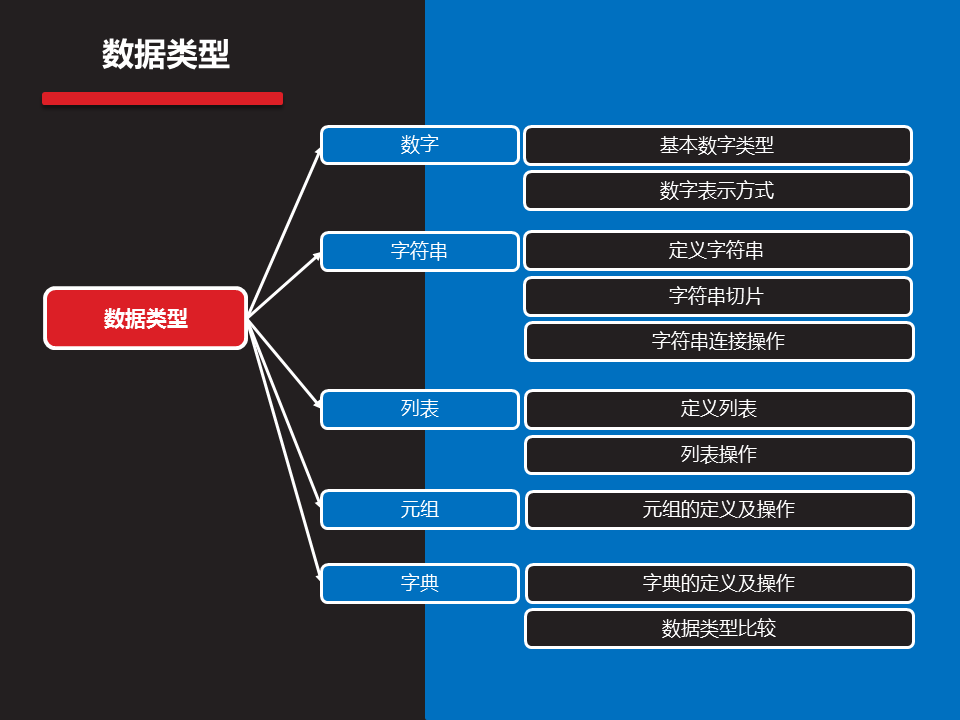 数据类型
数据类型
数字
基本数字类型
数字表示方式
字符串
定义字符串
字符串切片
字符串连接操作
列表
定义列表
列表操作
元组
元组的定义及操作
字典
字典的定义及操作
数据类型比较